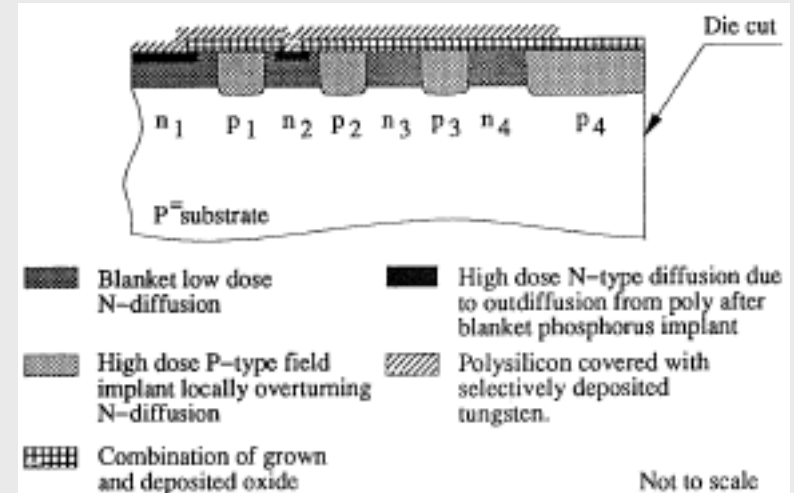 Die cut
n1 p1 n2 p2 n3 p3 n4 p4
P= substrate
Blanket low dose
N-diffusion
High dose N-type diffusion due
to outdiffusion from poly after
blanket phosphorus implant
High dose P-type field
implant locally overturning
N-diffusion
Polysilicon covered with
selectively deposited
tungsten.
Combination of grown
and deposited oxide
Not to scale